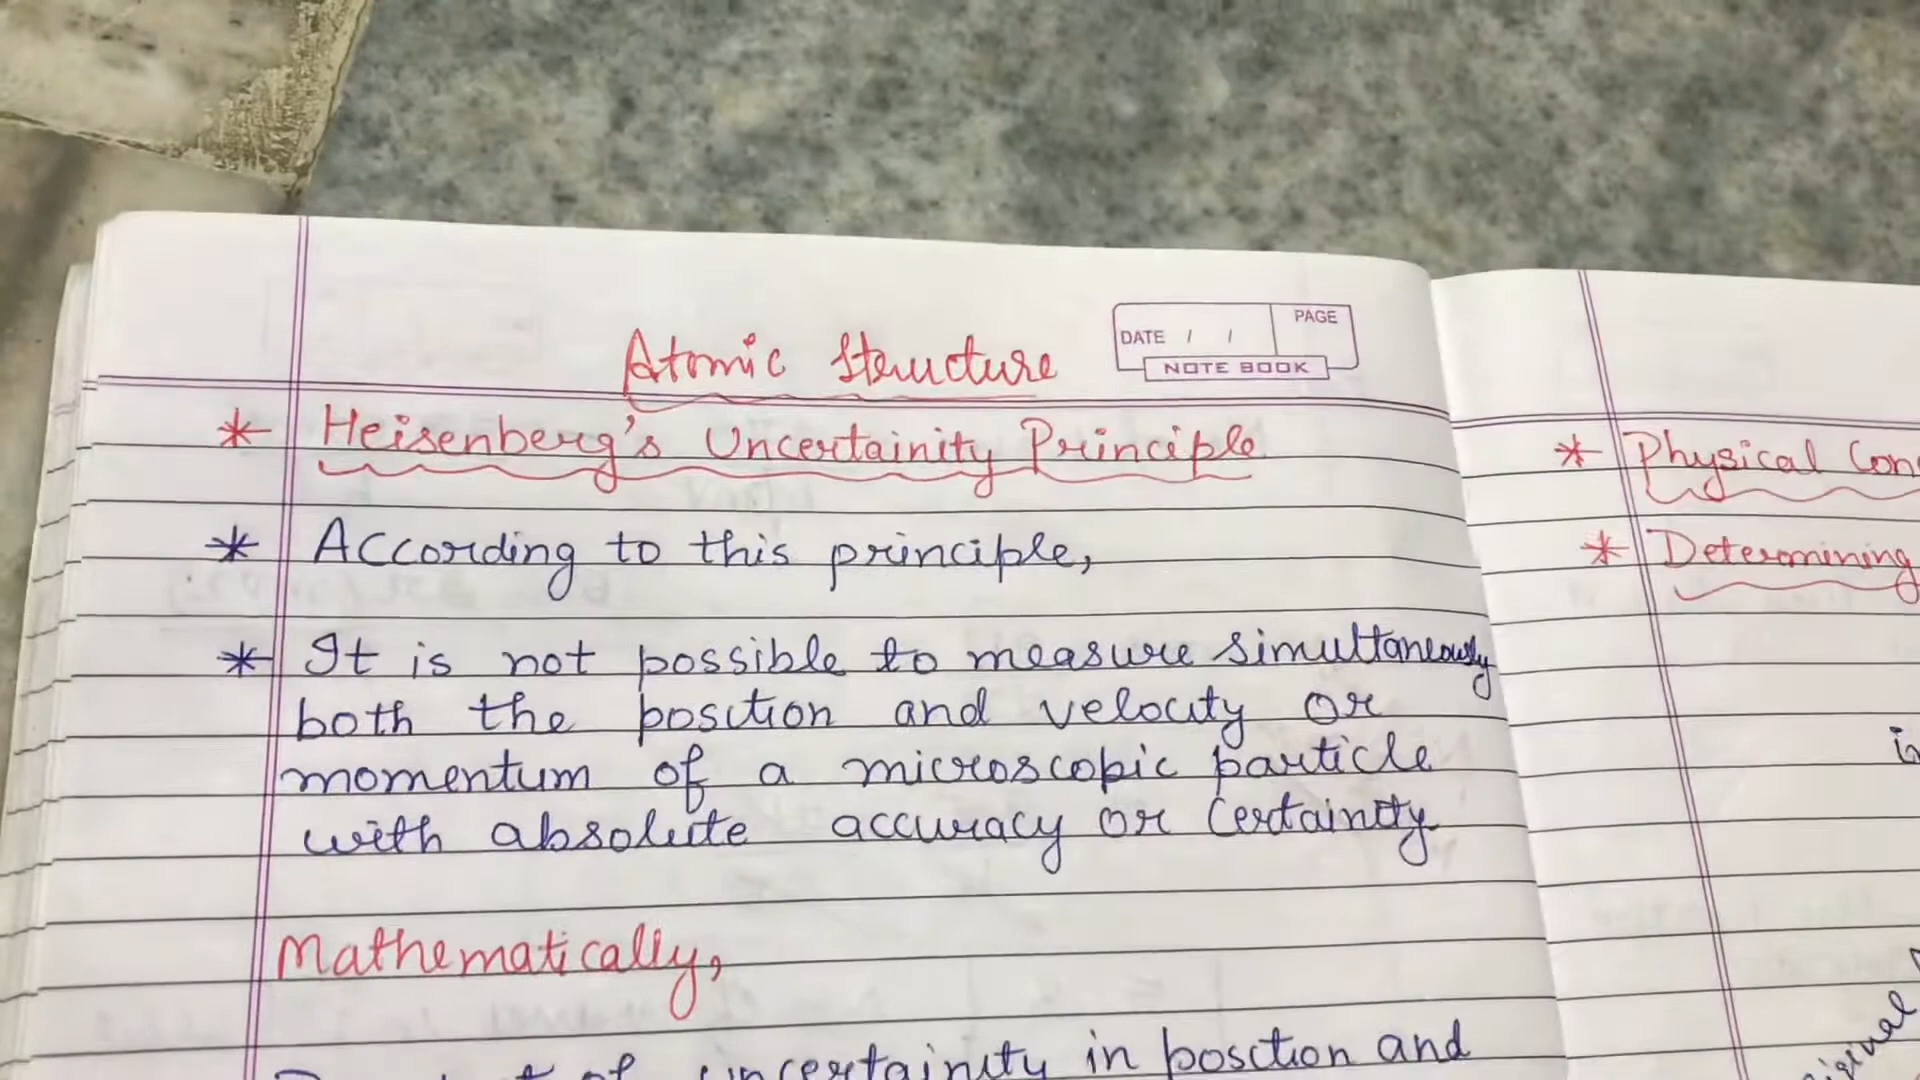 Atomic Structure
DATE / /
PAGE
NOTE BOOK
* Heisenberg's Uncertainity Principle
* According to this principle,
* It is not possible to measure simultaneously
both the position and velocity or
momentum of a microscopic particle
with absolute accuracy or Certainity
Mathematically,
of uncertainity in position and
* Physical
* Determining